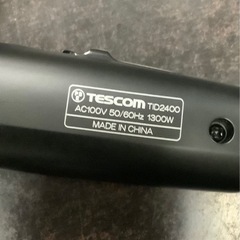 TESCOM TID2400
AC100V 50/60Hz 1300W
MADE IN CHINA